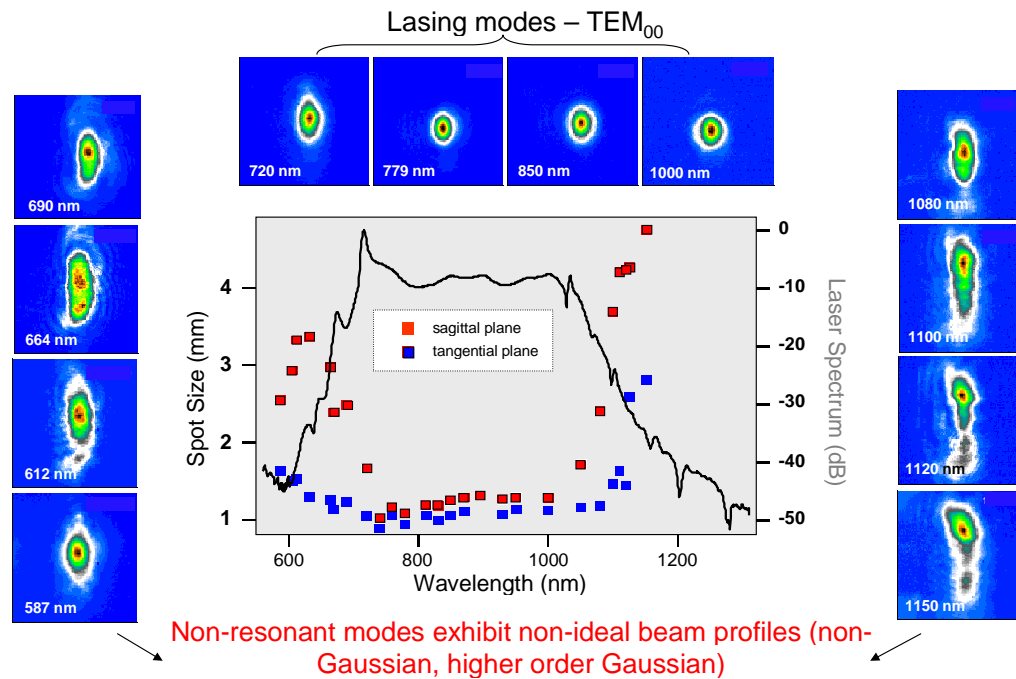 Lasing modes – TEM00
720 nm
779 nm
850 nm
1000 nm
690 nm
664 nm
612 nm
587 nm
1080 nm
1100 nm
1120 nm
1150 nm
Spot Size (mm)
4
3
2
1
sagittal plane
tangential plane
0
-10
-20
-30
-40
-50
Laser Spectrum (dB)
600
800
1000
1200
Wavelength (nm)
Non-resonant modes exhibit non-ideal beam profiles (non-
Gaussian, higher order Gaussian)